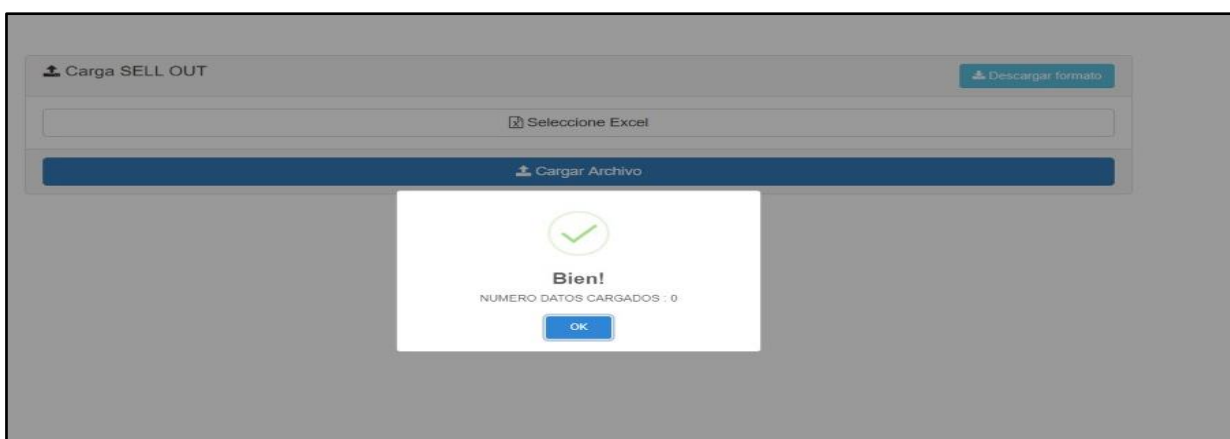 Carga SELL OUT
Descargar formato
Seleccione Excel
Cargar Archivo
Bien!
NUMERO DATOS CARGADOS : 0
OK